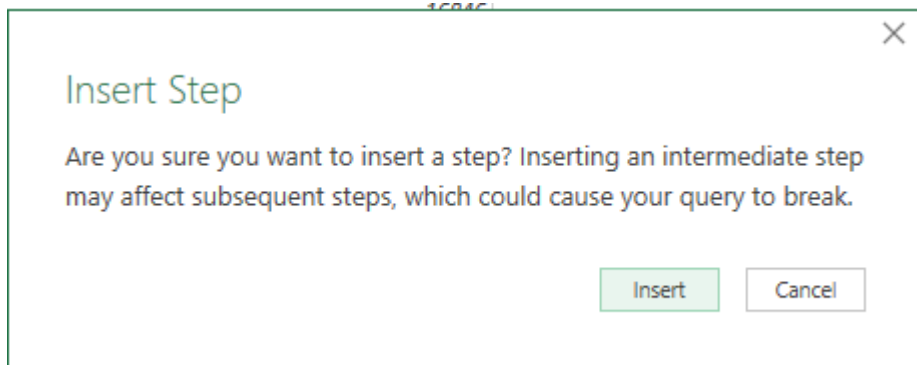 Insert Step
Are you sure you want to insert a step? Inserting an intermediate step
may affect subsequent steps, which could cause your query to break.
Insert Cancel